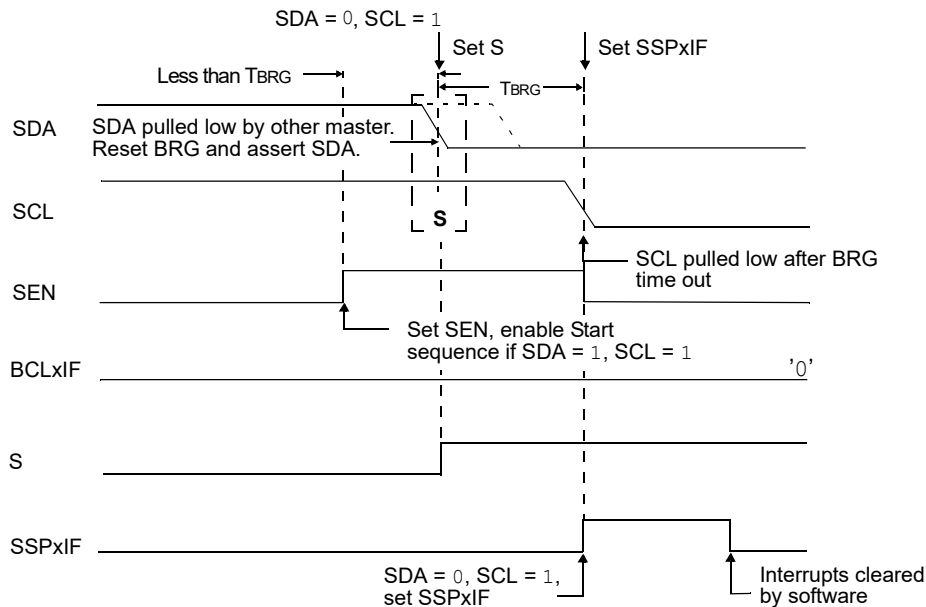 SDA = 0, SCL = 1
Set S
Set SSPxIF
Less than TBRG
TBRG
SDA
SDA pulled low by other master.
Reset BRG and assert SDA.
SCL
S
SCL pulled low after BRG
time out
SEN
Set SEN, enable Start
sequence if SDA = 1, SCL = 1
BCLxIF
'0'
S
SSPxIF
SDA = 0, SCL = 1,
set SSPxIF
Interrupts cleared
by software